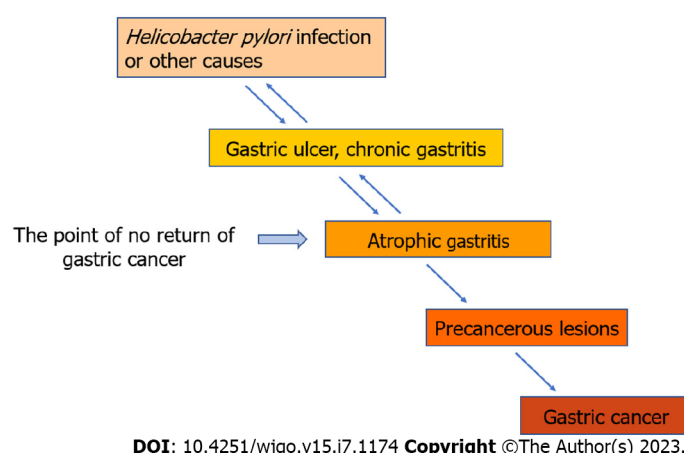 Helicobacter pylori infection
or other causes
Gastric ulcer, chronic gastritis
The point of no return of
gastric cancer
Atrophic gastritis
Precancerous lesions
Gastric cancer
DOI: 10.4251/wjgo.v15.i7.1174 Copyright ©The Author(s) 2023.